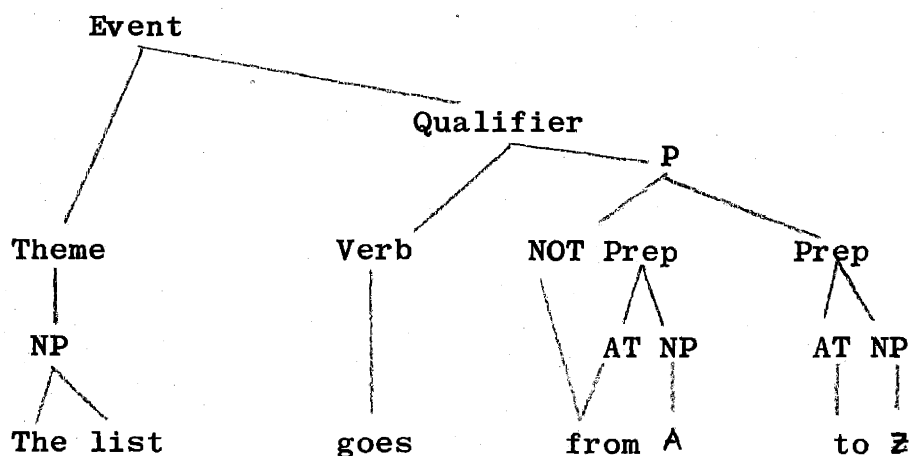 Event
Qualifier
P
Theme Verb NOT Prep Prep
NP AT NP AT NP
The list goes from A to Z